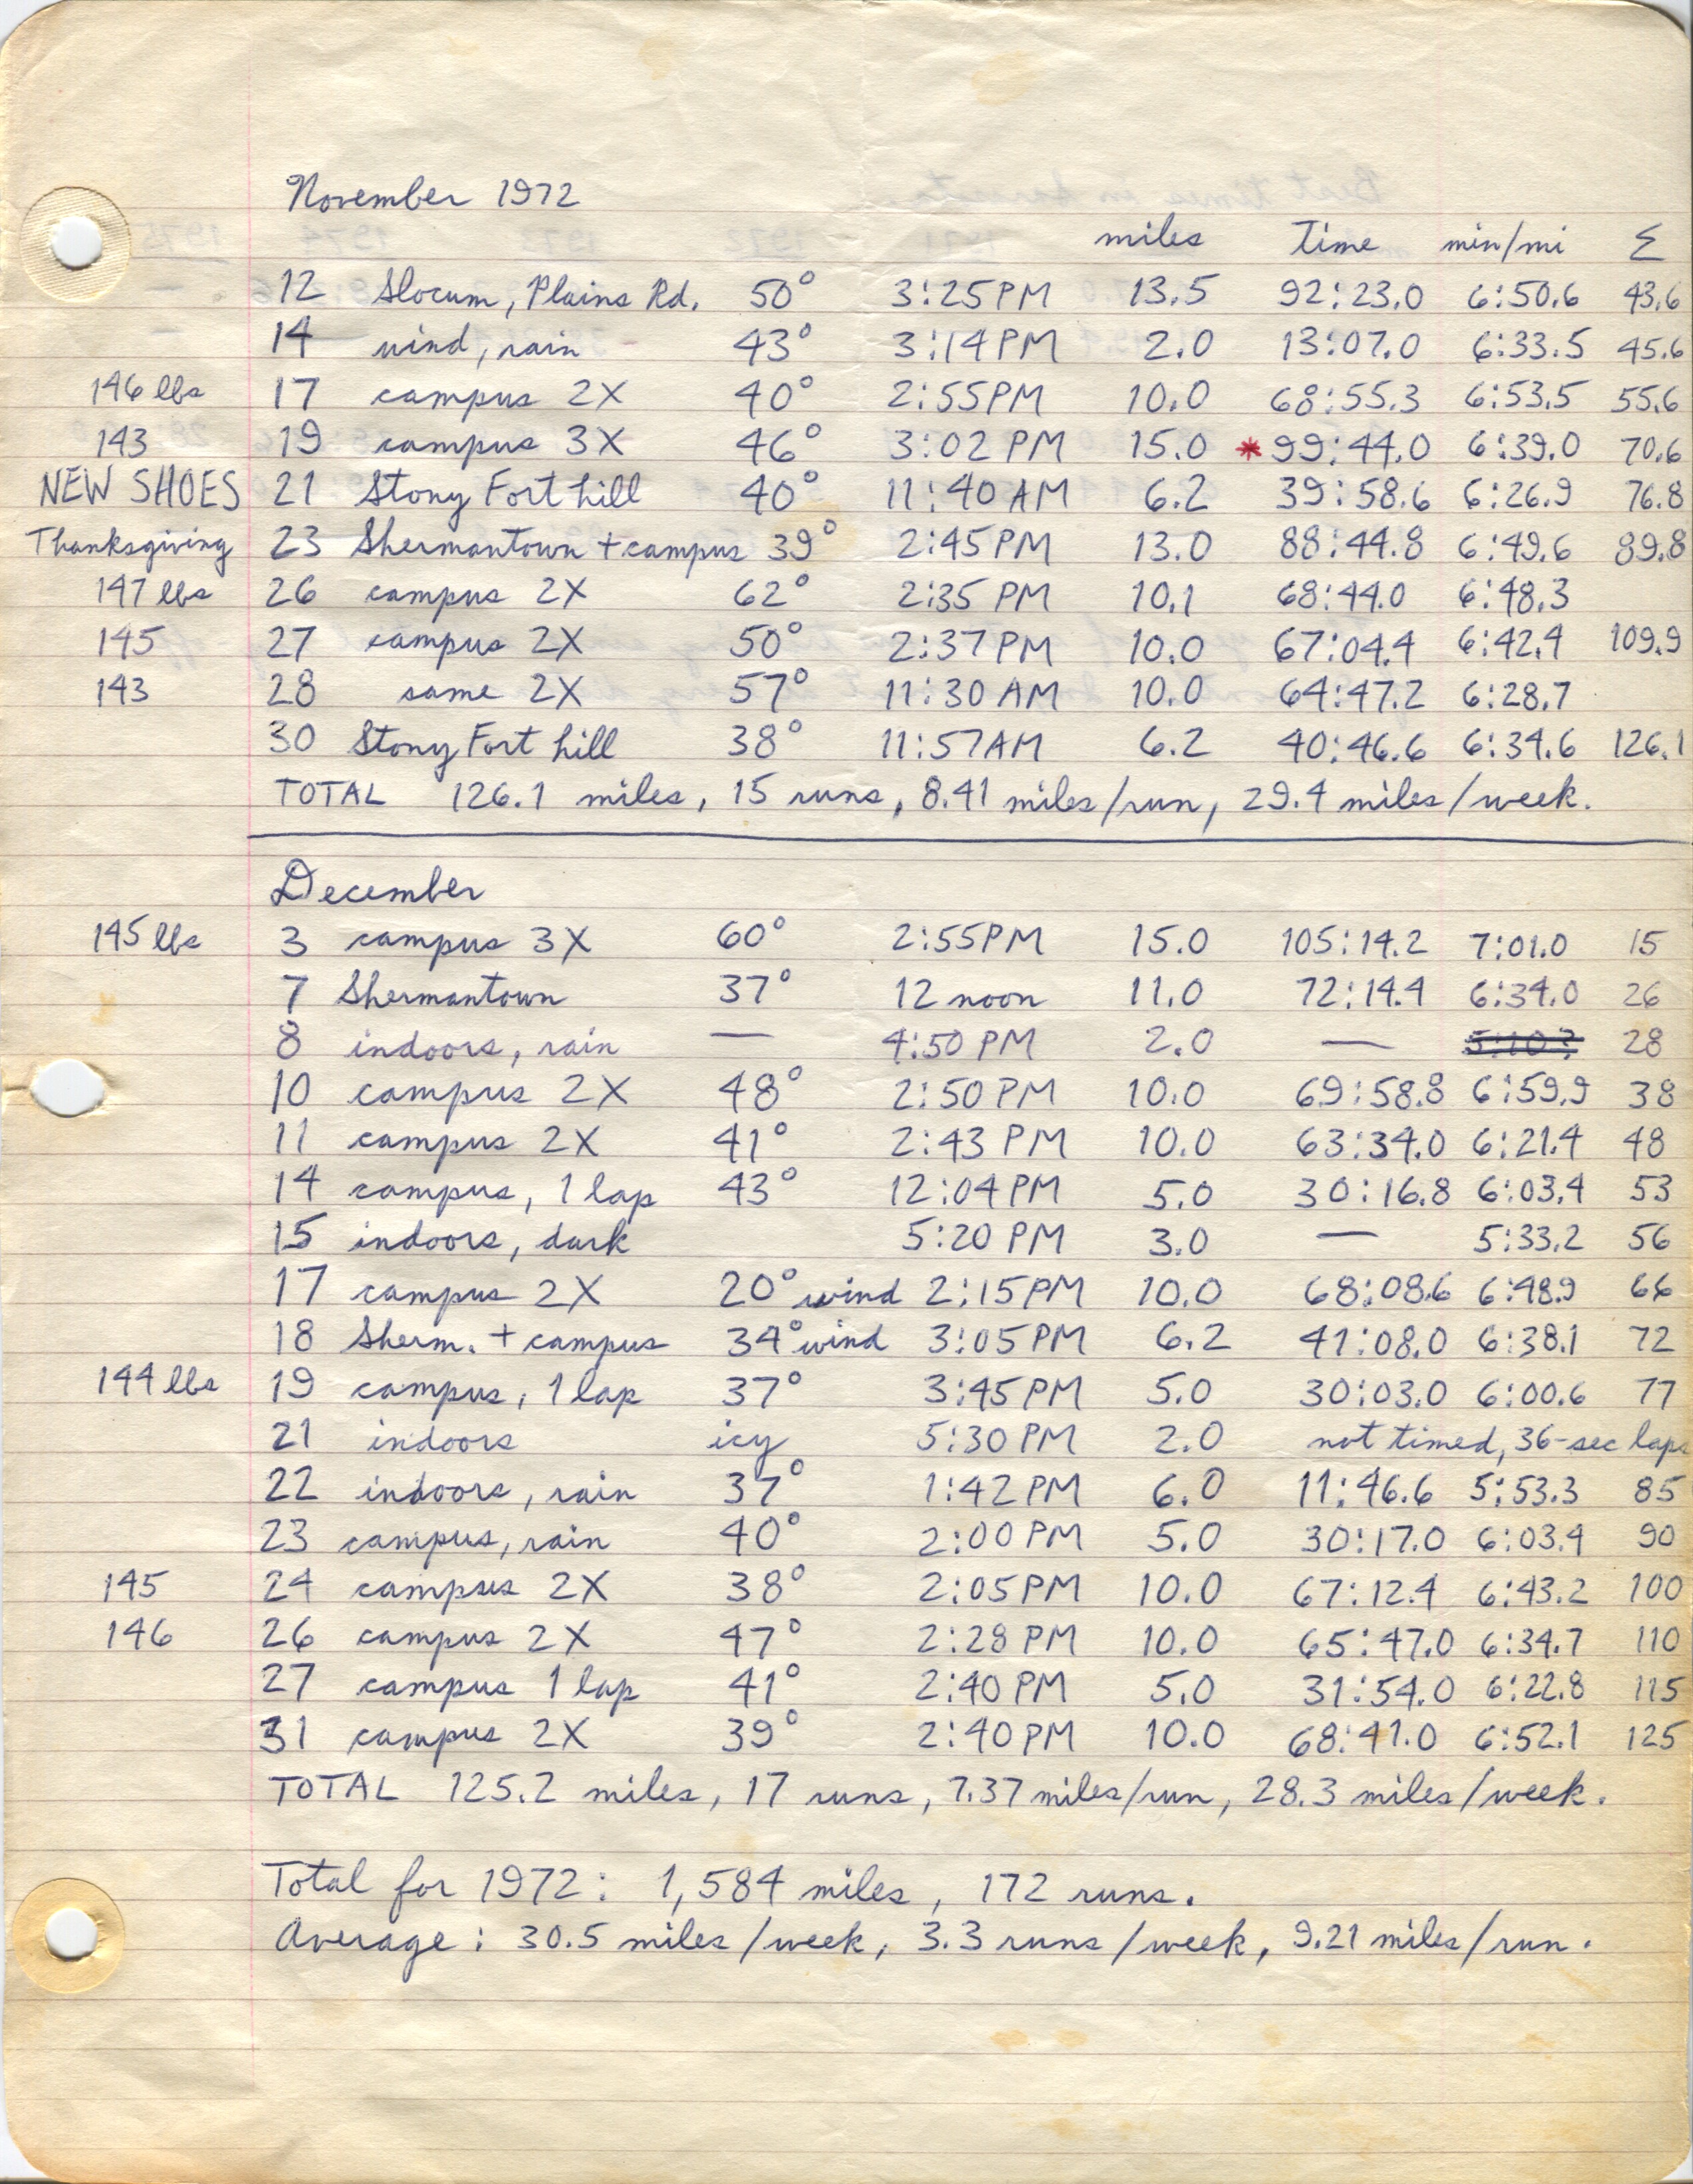 November 1972
miles time min/mi Σ
12 Slocum, Plains Rd. 50° 3:25PM 13.5 92:23.0 6:50.6 43.6
14 wind, rain 43° 3:14PM 2.0 13:07.0 6:33.5 45.6
146 lbs 17 campus 2X 40° 2:55PM 10.0 68:55.3 6:53.5 55.6
143 19 campus 3X 46° 3:02 PM 15.0 *99:44.0 6:39.0 70.6
NEW SHOES 21 Stony Fort hill 40° 11:40 AM 6.2 39:58.6 6:26.9 76.8
Thanksgiving 23 Shermantown + campus 39° 2:45PM 13.0 88:44.8 6:49.6 89.8
147 lbs 26 campus 2X 62° 2:35 PM 10.1 68:44.0 6:48.3
145 27 campus 2X 50° 2:37PM 10.0 67:04.4 6:42.4 109.9
143 28 same 2X 57° 11:30 AM 10.0 64:47.2 6:28.7
30 Stony Fort hill 38° 11:57AM 6.2 40:46.6 6:34.6 126.1
TOTAL 126.1 miles, 15 runs, 8.41 miles/run, 29.4 miles/week.
December
145 lbs 3 campus 3X 60° 2:55PM 15.0 105:14.2 7:01.0 15
7 Shermantown 37° 12 noon 11.0 72:14.4 6:34.0 26
8 indoors, rain — 4:50 PM 2.0 — 28
10 campus 2X 48° 2:50 PM 10.0 69:58.8 6:59.9 38
11 campus 2X 41° 2:43 PM 10.0 63:34.0 6:21.4 48
14 campus, 1 lap 43° 12:04PM 5.0 30:16.8 6:03.4 53
15 indoors, dark 5:20 PM 3.0 — 5:33.2 56
17 campus 2X 20° wind 2:15PM 10.0 68:08.6 6:48.9 66
18 Sherm. + campus 34° wind 3:05PM 6.2 41:08.0 6:38.1 72
144 lbs 19 campus, 1 lap 37° 3:45PM 5.0 30:03.0 6:00.6 77
21 indoors icy 5:30 PM 2.0 not timed, 36-sec laps
22 indoors, rain 37° 1:42PM 6.0 11:46.6 5:53.3 85
23 campus, rain 40° 2:00PM 5.0 30:17.0 6:03.4 90
145 24 campus 2X 38° 2:05PM 10.0 67:12.4 6:43.2 100
146 26 campus 2X 47° 2:28 PM 10.0 65:47.0 6:34.7 110
27 campus 1 lap 41° 2:40 PM 5.0 31:54.0 6:22.8 115
31 campus 2X 39° 2:40PM 10.0 68:41.0 6:52.1 125
TOTAL 125.2 miles, 17 runs, 7.37 miles/run, 28.3 miles/week.
Total for 1972: 1,584 miles, 172 runs.
Average: 30.5 miles/week, 3.3 runs/week, 9.21 miles/run.